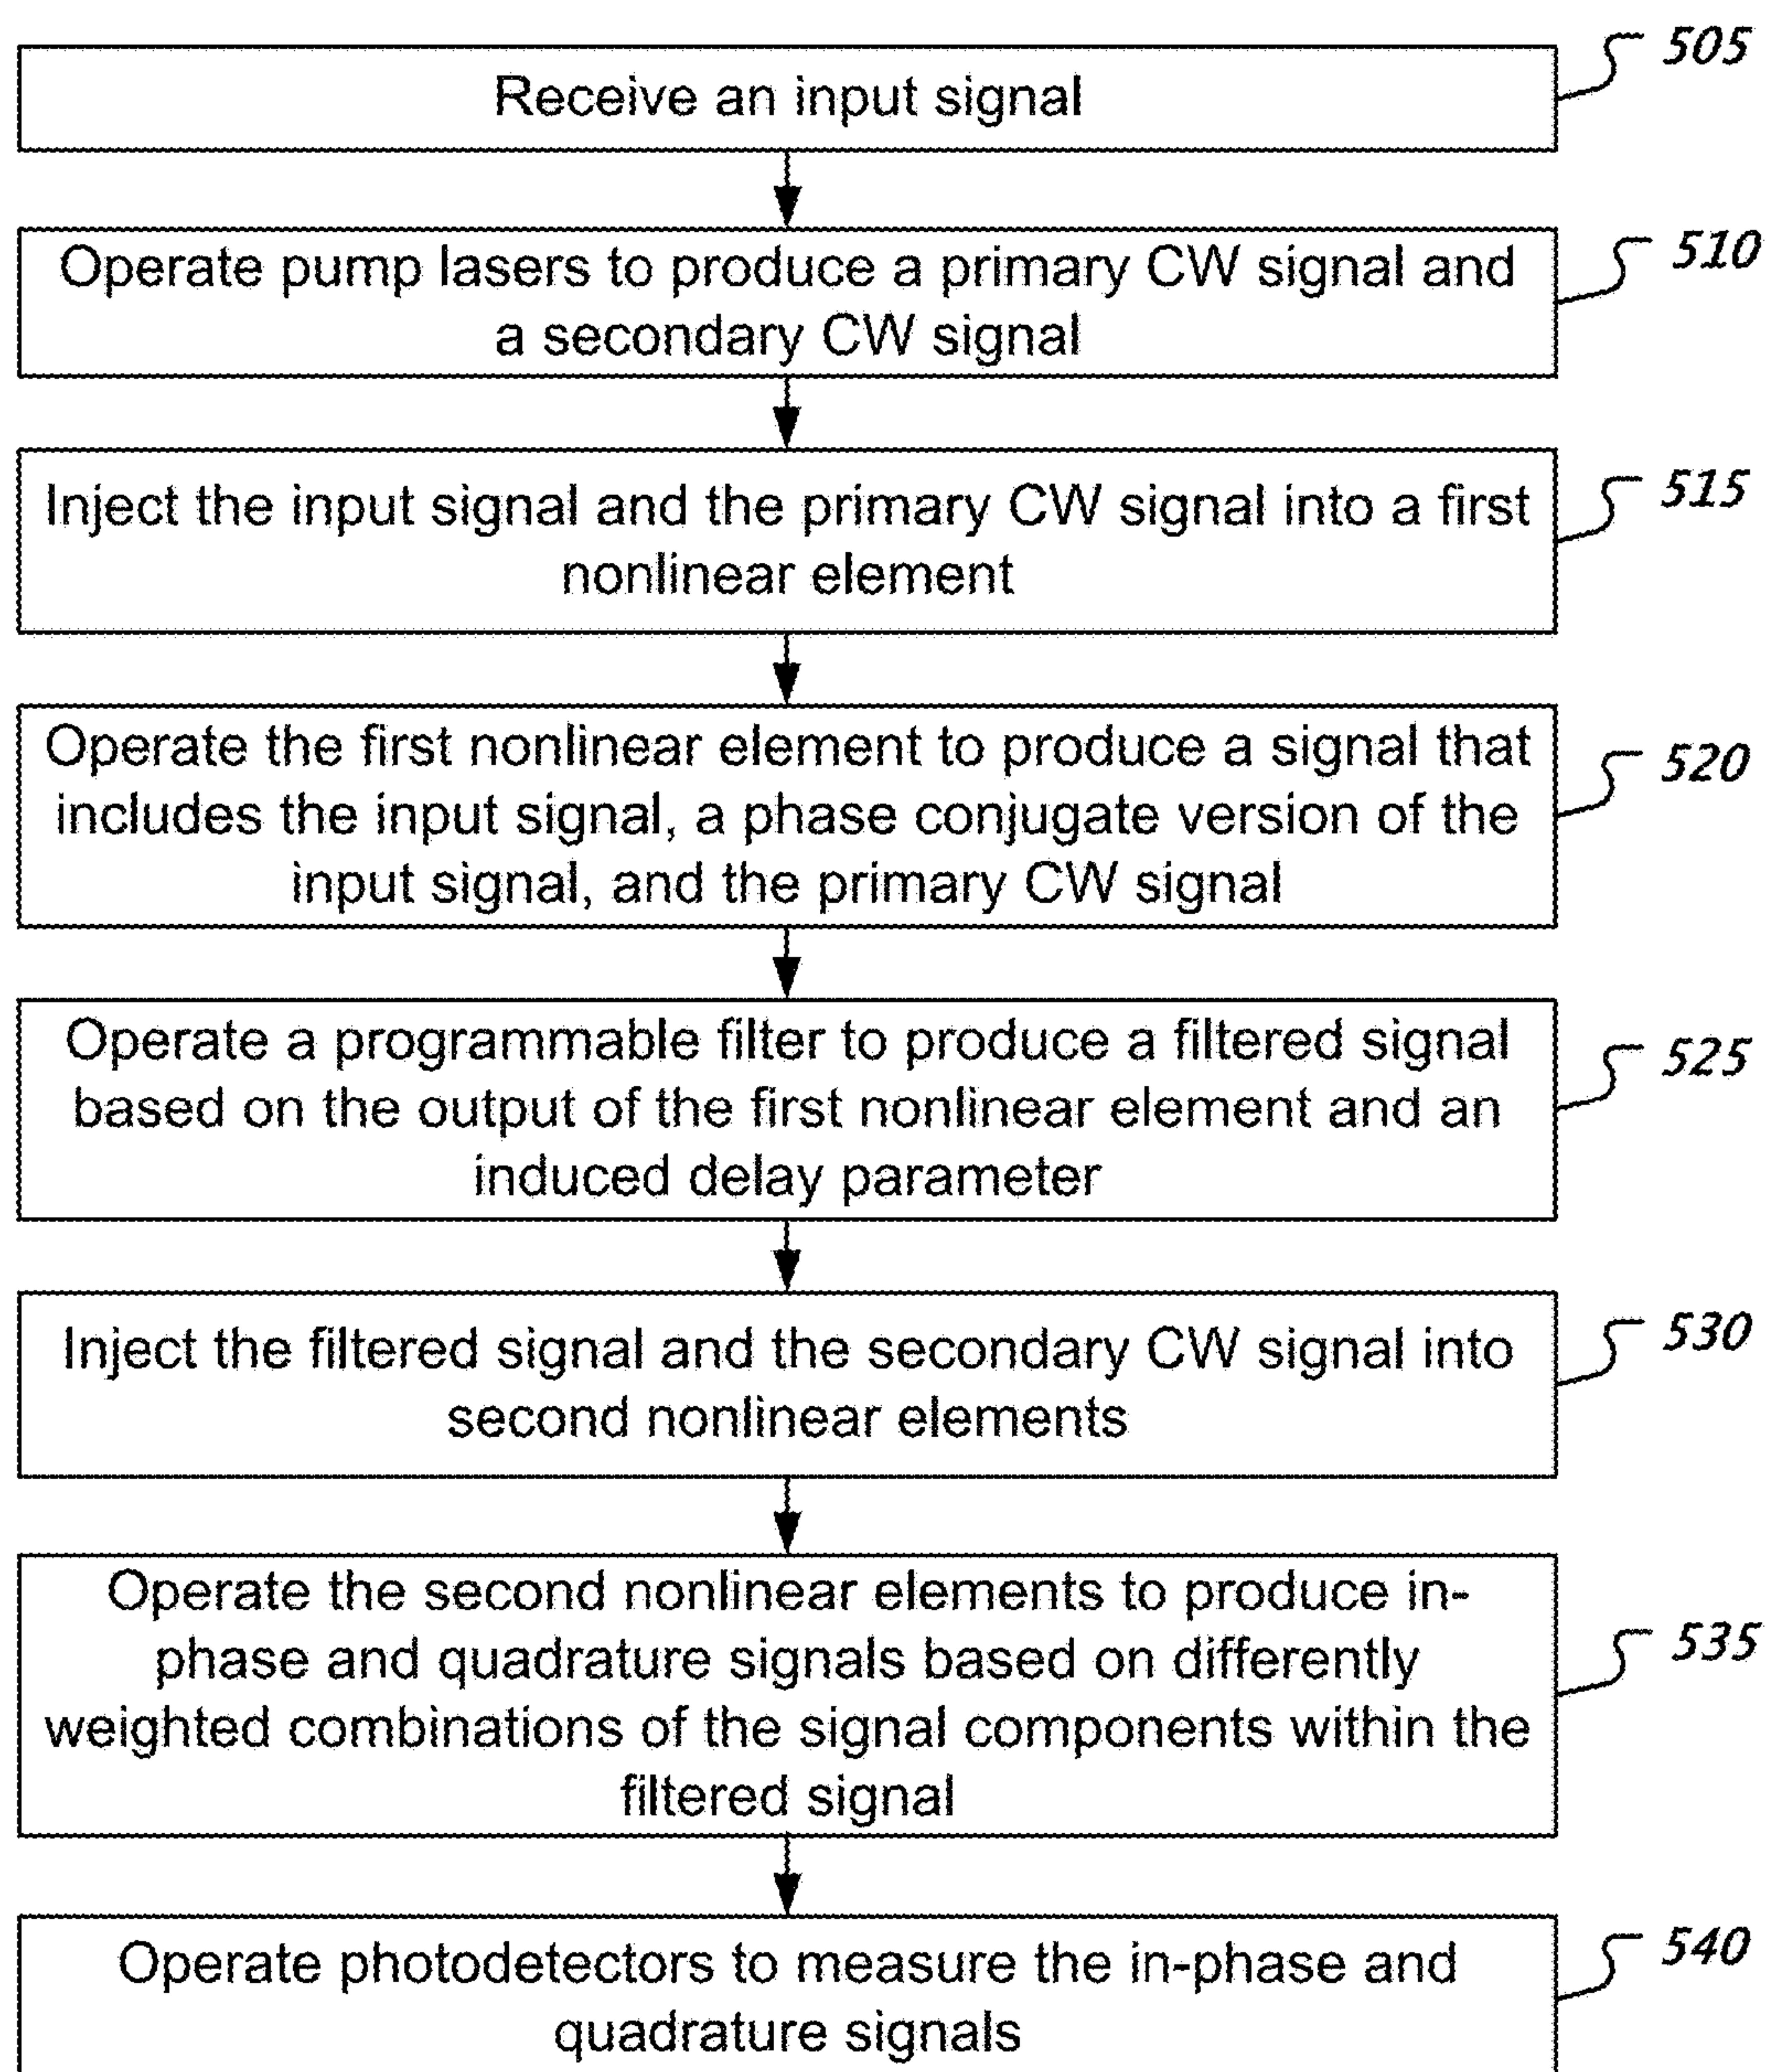 505
Receive an input signal
510
Operate pump lasers to produce a primary CW signal and
a secondary CW signal
515
Inject the input signal and the primary CW signal into a first
nonlinear element
520
Operate the first nonlinear element to produce a signal that
includes the input signal, a phase conjugate version of the
input signal, and the primary CW signal
525
Operate a programmable filter to produce a filtered signal
based on the output of the first nonlinear element and an
induced delay parameter
530
Inject the filtered signal and the secondary CW signal into
second nonlinear elements
535
Operate the second nonlinear elements to produce in-
phase and quadrature signals based on differently
weighted combinations of the signal components within the
filtered signal
540
Operate photodetectors to measure the in-phase and
quadrature signals